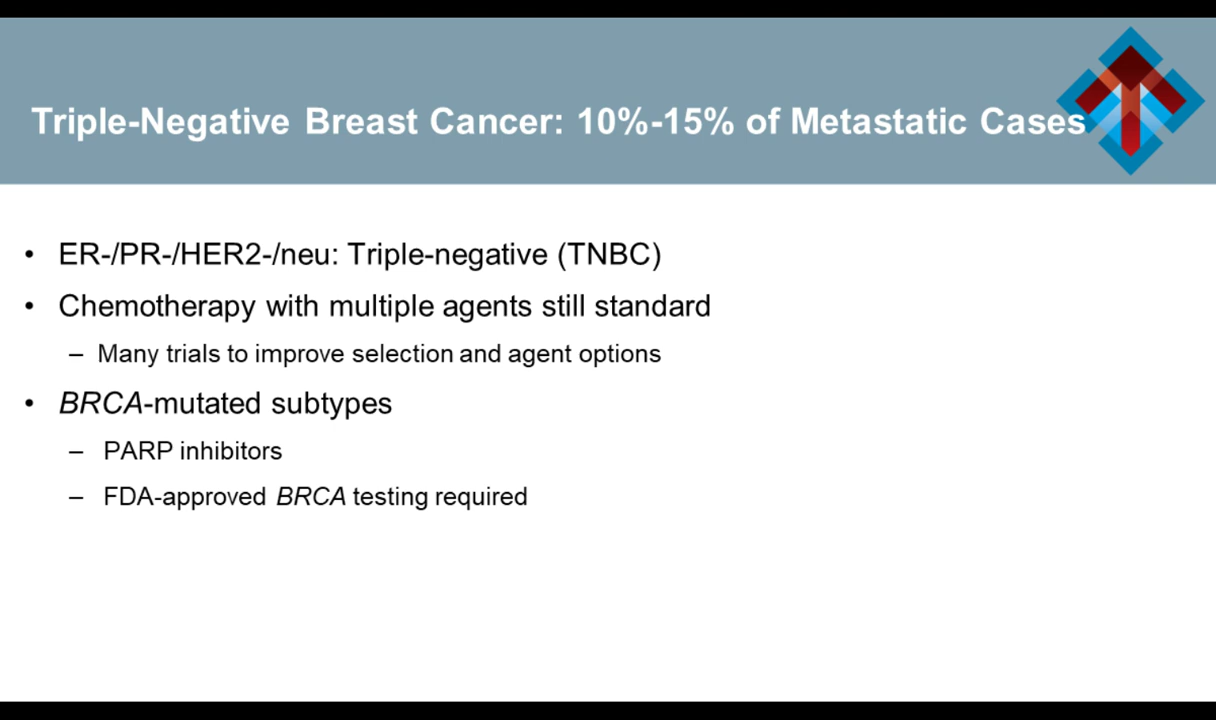 Triple-Negative Breast Cancer: 10%-15% of Metastatic Cases
• ER-/PR-/HER2-/neu: Triple-negative (TNBC)
• Chemotherapy with multiple agents still standard
– Many trials to improve selection and agent options
• BRCA-mutated subtypes
– PARP inhibitors
– FDA-approved BRCA testing required